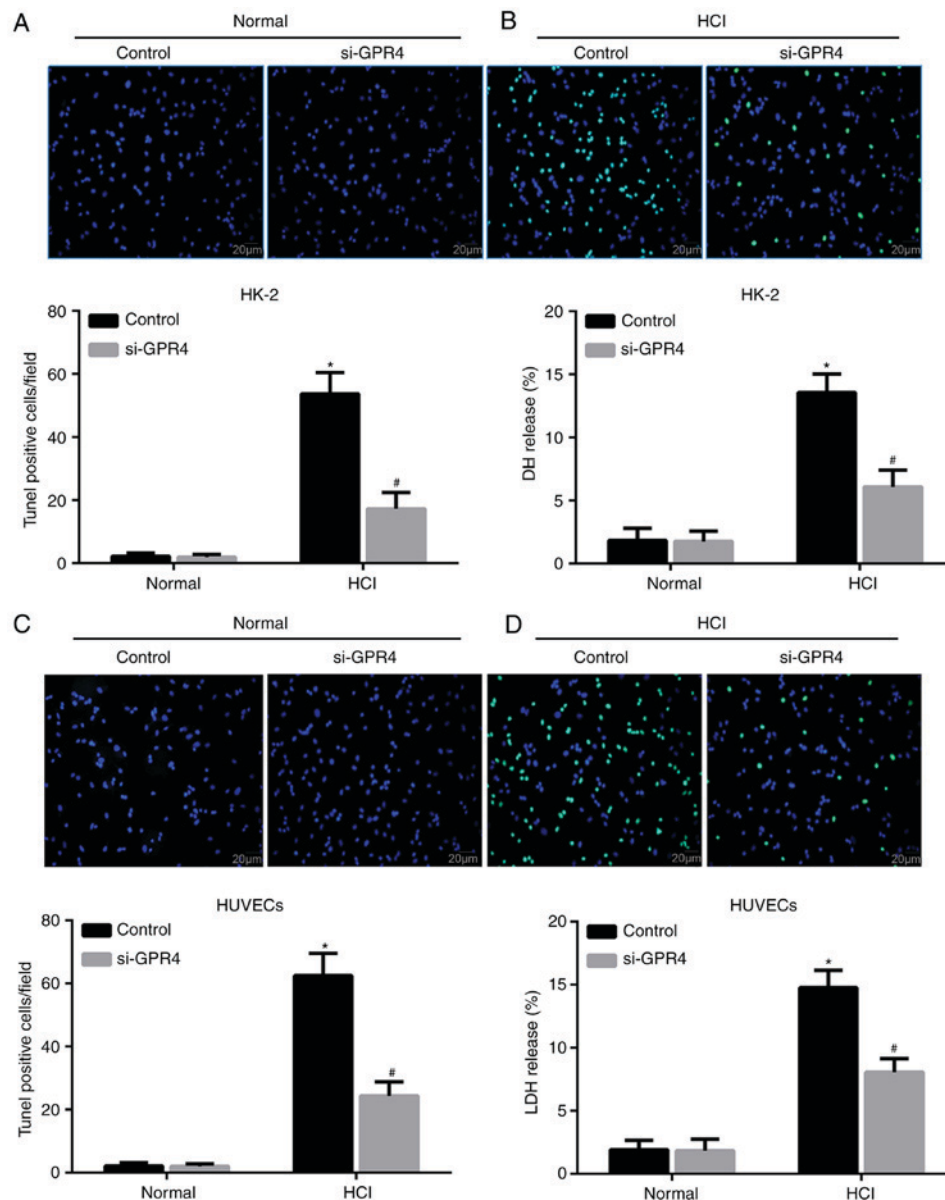 A
Normal
B
HCl
Control
si-GPR4
Control
si-GPR4
20µm
20µm
20µm
20µm
HK-2
80
60
40
20
0
Tunel positive cells/field
Control
si-GPR4
*
#
Normal
HCl
HK-2
20
15
10
5
0
DH release (%)
Control
si-GPR4
*
#
Normal
HCl
C
Normal
D
HCl
Control
si-GPR4
Control
si-GPR4
20µm
20µm
20µm
20µm
HUVECs
80
60
40
20
0
Tunel positive cells/field
Control
si-GPR4
*
#
Normal
HCl
HUVECs
20
15
10
5
0
LDH release (%)
Control
si-GPR4
*
#
Normal
HCl